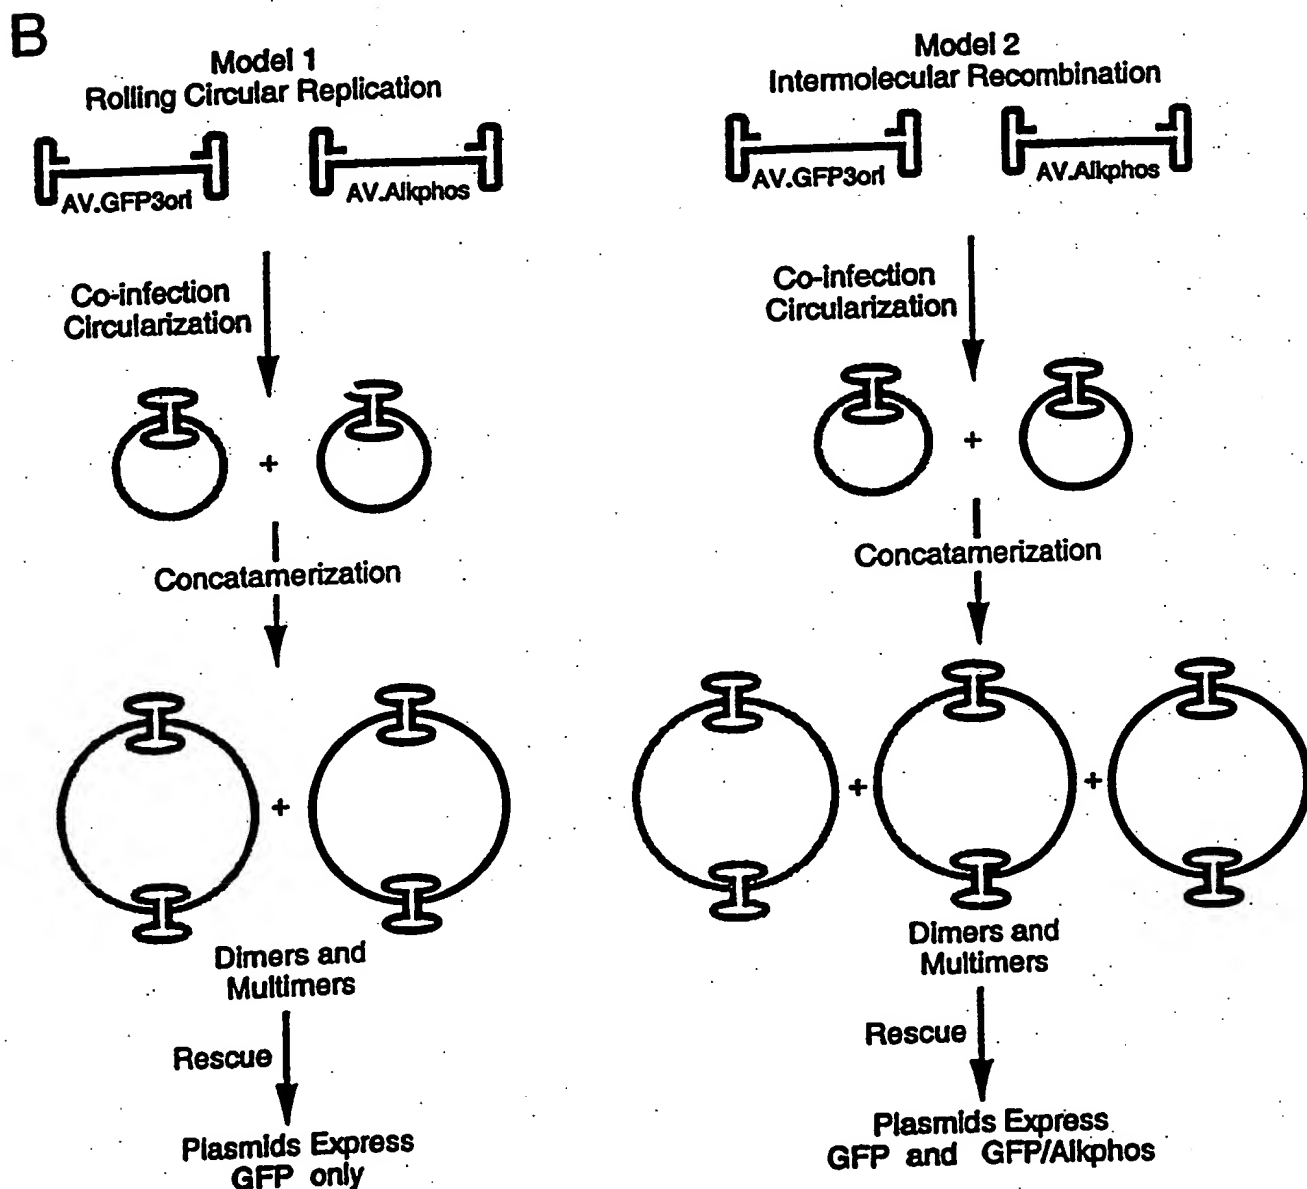 B
Model 1
Rolling Circular Replication
AV.GFP3ori
AV.Alkphos
Co-infection
Circularization
+
Concatamerization
+
Dimers and
Multimers
Rescue
Plasmids Express
GFP only
Model 2
Intermolecular Recombination
AV.GFP3ori
AV.Alkphos
Co-infection
Circularization
+
Concatamerization
+
+
Dimers and
Multimers
Rescue
Plasmids Express
GFP and GFP/Alkphos